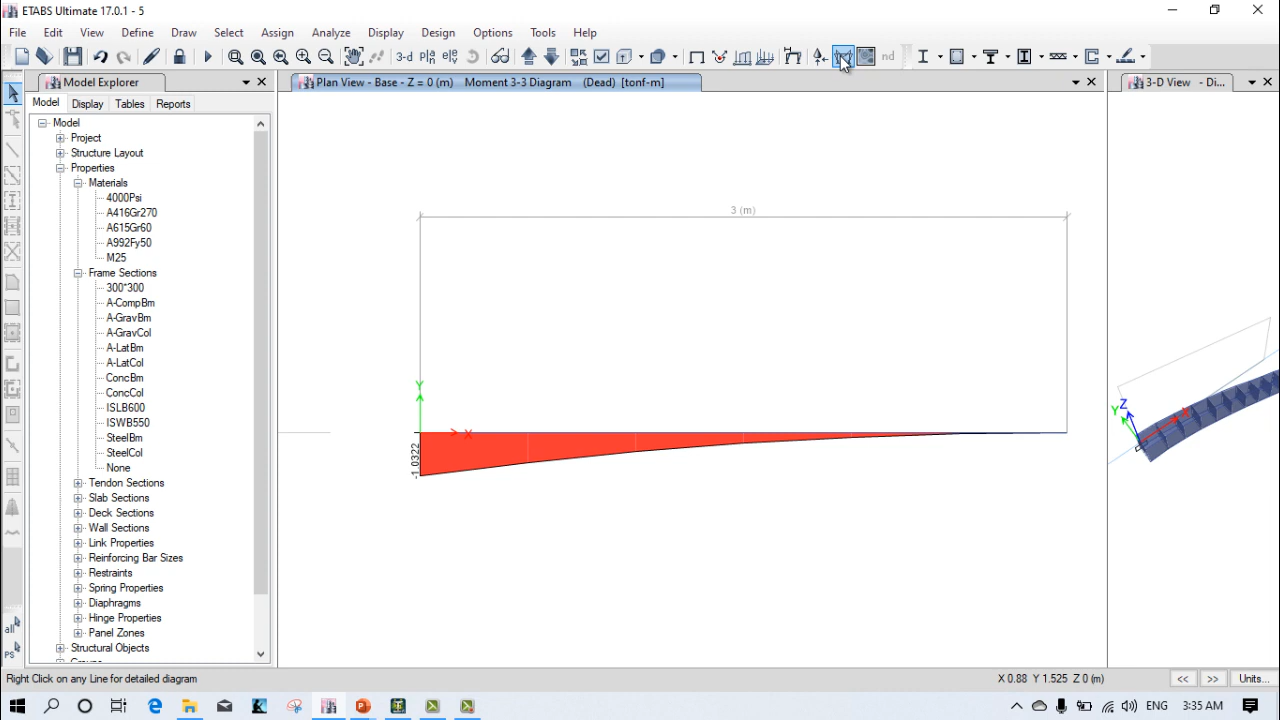 ETABS Ultimate 17.0.1 - 5
File Edit View Define Draw Select Assign Analyze Display Design Options Tools Help
3-d nd
Model Explorer
Plan View - Base - Z = 0 (m) Moment 3-3 Diagram (Dead) [tonf-m]
3-D View - Di...
Model Display Tables Reports
Model
Project
Structure Layout
Properties
Materials
4000Psi
A416Gr270
A615Gr60
A992Fy50
M25
Frame Sections
300*300
A-CompBm
A-GravBm
A-GravCol
A-LatBm
A-LatCol
ConcBm
ConcCol
ISLB600
ISWB550
SteelBm
SteelCol
None
Tendon Sections
Slab Sections
Deck Sections
Wall Sections
Link Properties
Reinforcing Bar Sizes
Restraints
Spring Properties
Diaphragms
Hinge Properties
Panel Zones
Structural Objects
all
PS
3 (m)
Y
X
-1.0322
Z
Y
X
Right Click on any Line for detailed diagram
X 0.88 Y 1.525 Z 0 (m)
<< >> Units...
ENG 3:35 AM